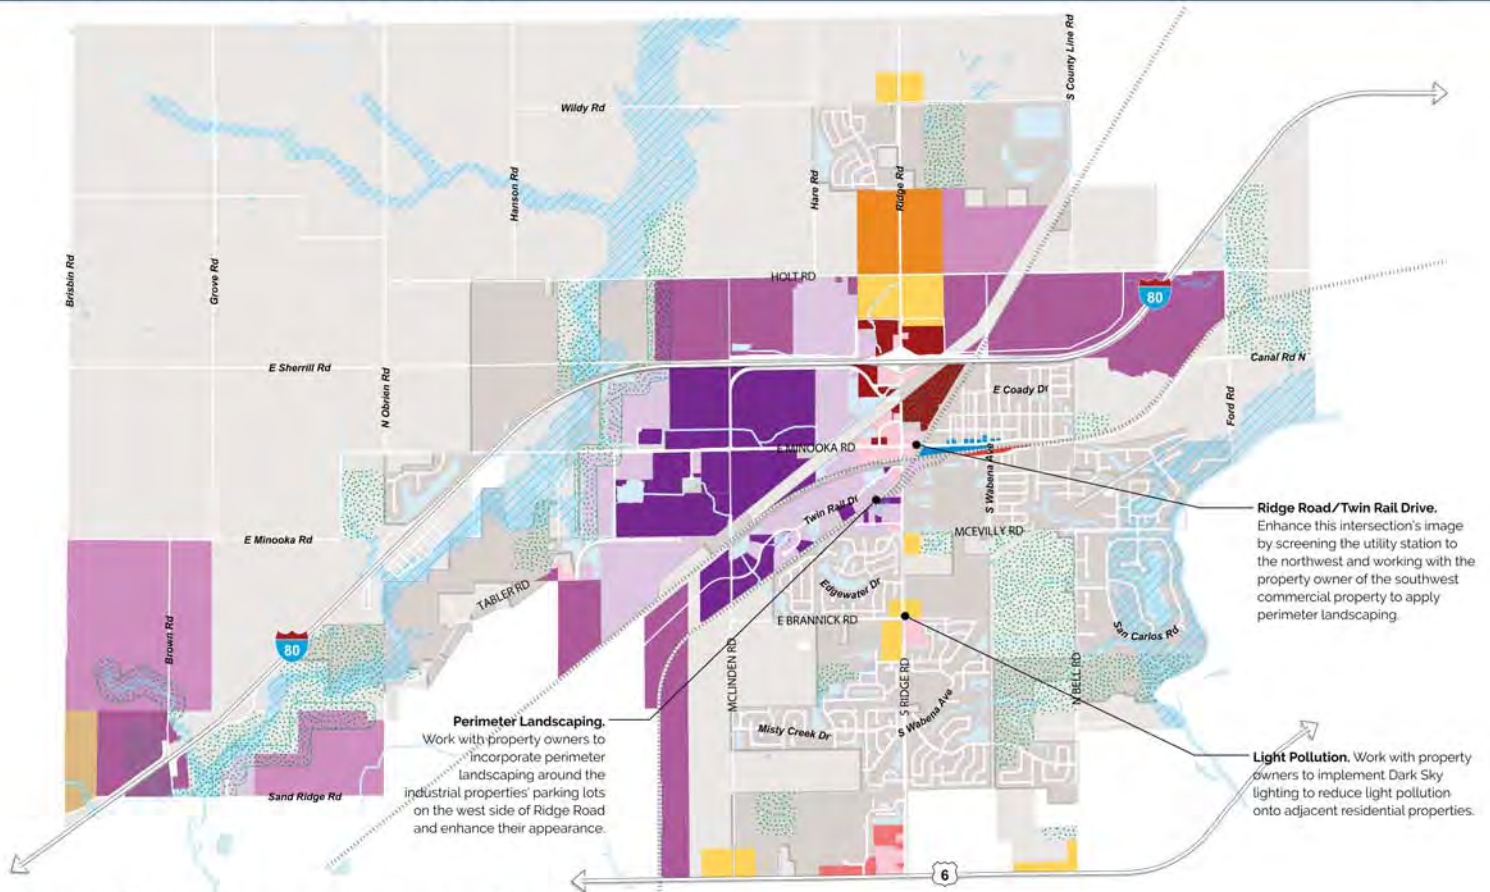 S County Line Rd
Wildy Rd
Hanson Rd
Hare Rd
Ridge Rd
Brisbin Rd
Grove Rd
HOLT RD
80
E Sherrill Rd
N Obrien Rd
Canal Rd N
E Coady Dr
Ford Rd
E MINOOKA RD
S Wabena Ave
Twin Rail Dr
E Minooka Rd
MCEVILLY RD
Ridge Road/Twin Rail Drive.
Enhance this intersection's image
by screening the utility station to
the northwest and working with the
property owner of the southwest
commercial property to apply
perimeter landscaping.
TABLER RD
Edgewater Dr
E BRANNICK RD
San Carlos Rd
Brown Rd
80
MCLINDEN RD
S RIDGE RD
N BELL RD
S Wabena Ave
Misty Creek Dr
Perimeter Landscaping.
Work with property owners to
incorporate perimeter
landscaping around the
industrial properties' parking lots
on the west side of Ridge Road
and enhance their appearance.
Light Pollution. Work with property
owners to implement Dark Sky
lighting to reduce light pollution
onto adjacent residential properties.
Sand Ridge Rd
6